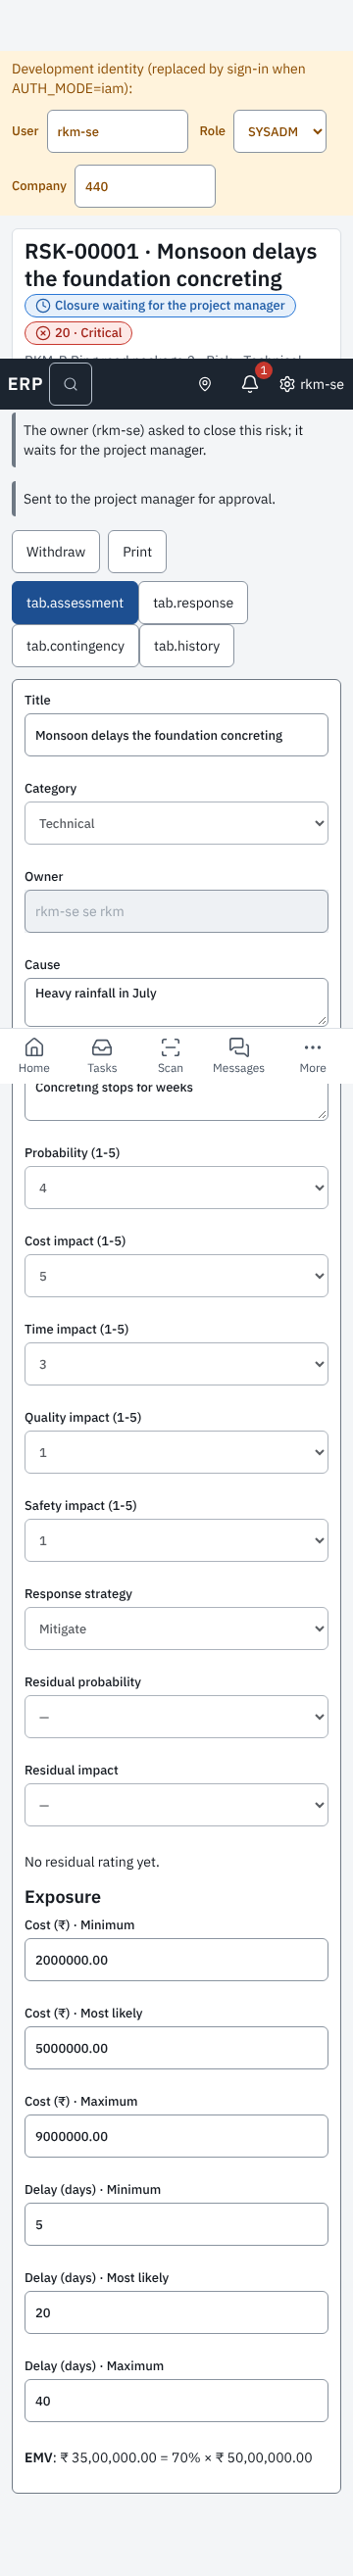 Development identity (replaced by sign-in when
AUTH_MODE=iam):
User rkm-se Role SYSADM
Company 440
RSK-00001 · Monsoon delays
the foundation concreting
Closure waiting for the project manager
20 · Critical
ERP 1 rkm-se
The owner (rkm-se) asked to close this risk; it
waits for the project manager.
Sent to the project manager for approval.
Withdraw Print
tab.assessment tab.response
tab.contingency tab.history
Title
Monsoon delays the foundation concreting
Category
Technical
Owner
rkm-se se rkm
Cause
Heavy rainfall in July
Home Tasks Scan Messages More
Concreting stops for weeks
Probability (1-5)
4
Cost impact (1-5)
5
Time impact (1-5)
3
Quality impact (1-5)
1
Safety impact (1-5)
1
Response strategy
Mitigate
Residual probability
—
Residual impact
—
No residual rating yet.
Exposure
Cost (₹) · Minimum
2000000.00
Cost (₹) · Most likely
5000000.00
Cost (₹) · Maximum
9000000.00
Delay (days) · Minimum
5
Delay (days) · Most likely
20
Delay (days) · Maximum
40
EMV: ₹ 35,00,000.00 = 70% × ₹ 50,00,000.00